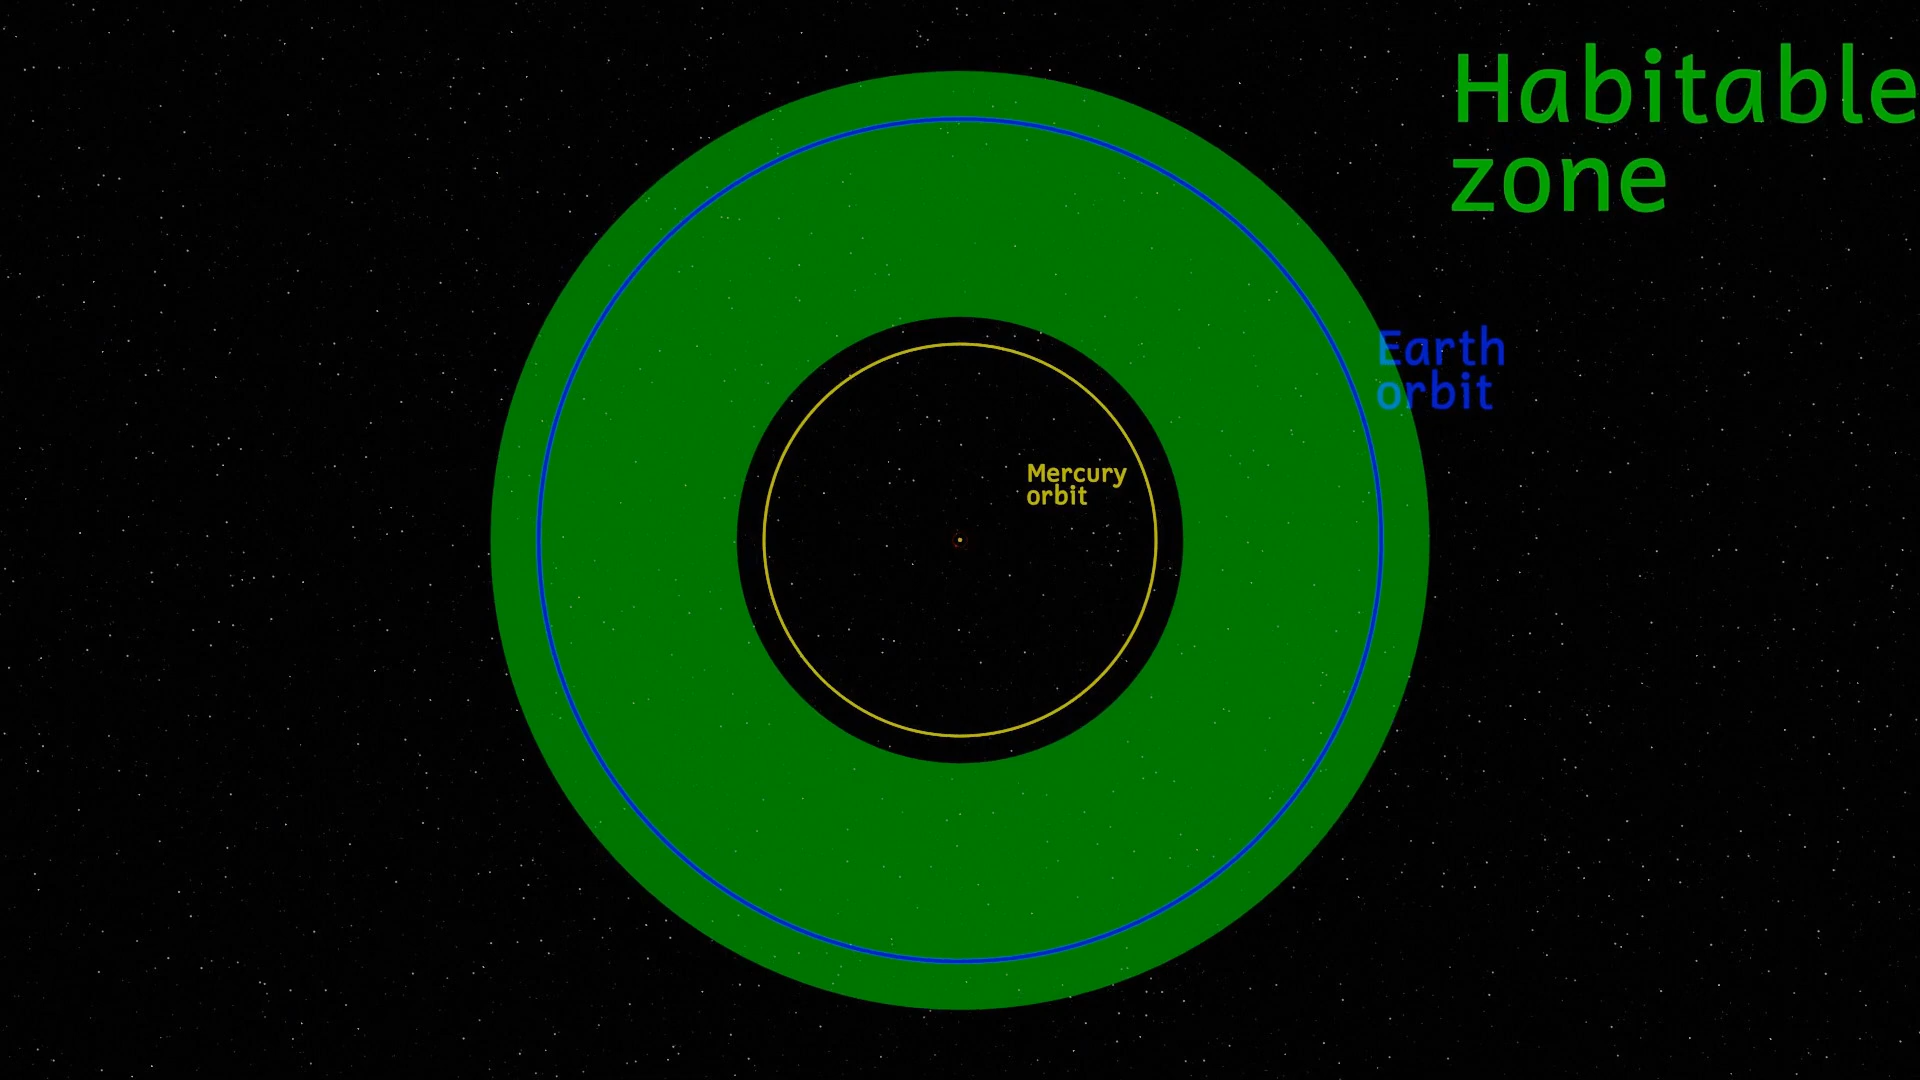 Habitable
zone
Earth
orbit
Mercury
orbit